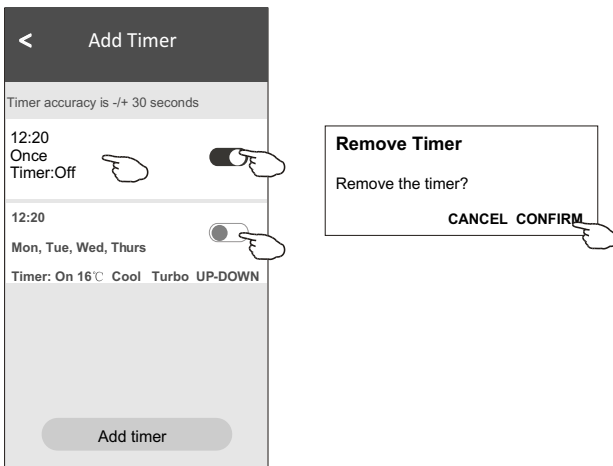 < Add Timer
Timer accuracy is -/+ 30 seconds
12:20
Once
Timer:Off
12:20
Mon, Tue, Wed, Thurs
Timer: On 16℃ Cool Turbo UP-DOWN
Add timer
Remove Timer
Remove the timer?
CANCEL CONFIRM